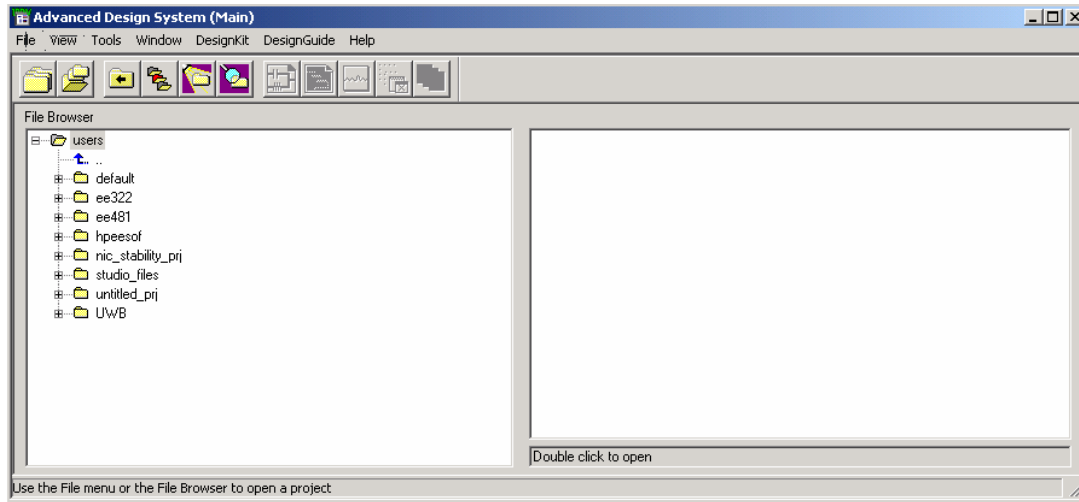 Advanced Design System (Main)
File View Tools Window DesignKit DesignGuide Help
File Browser
users
..
default
ee322
ee481
hpeesof
nic_stability_prj
studio_files
untitled_prj
UWB
Double click to open
Use the File menu or the File Browser to open a project